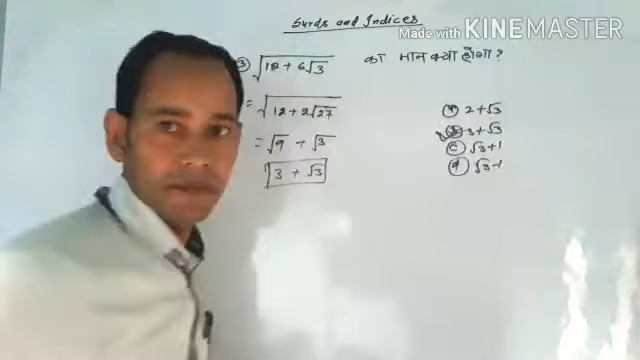 Surds and Indices
Made with KINEMASTER
③ √12 + 6√3 का मान क्या होगा ?
= √12 + 2√27
= √9 + √3
3 + √3
2 + √3
3 + √3
ⓒ √3 + 1
ⓓ √3 - 1